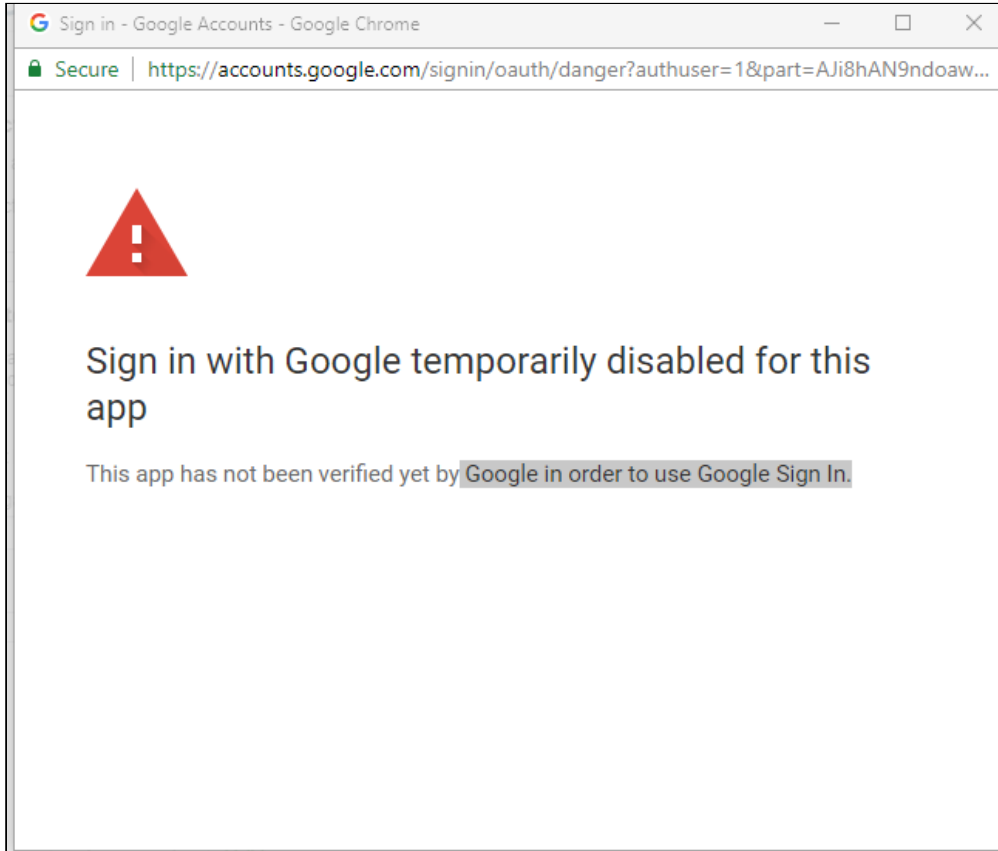 Sign in - Google Accounts - Google Chrome
Secure | https://accounts.google.com/signin/oauth/danger?authuser=1&part=AJi8hAN9ndoaw...
Sign in with Google temporarily disabled for this
app
This app has not been verified yet by Google in order to use Google Sign In.